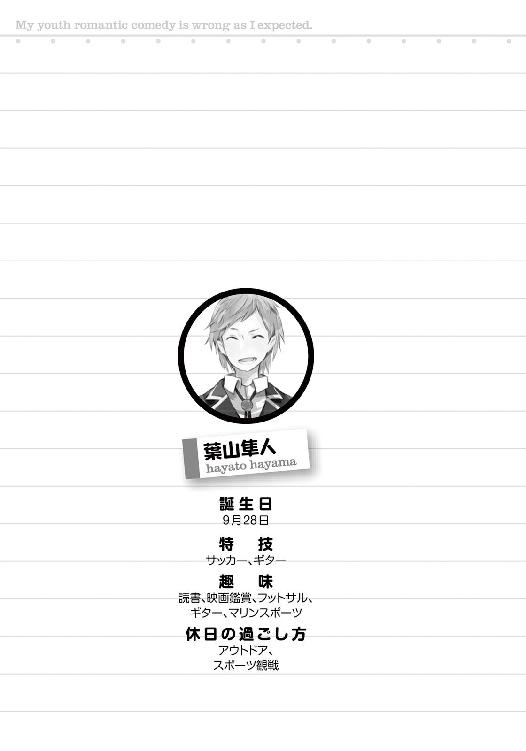 My youth romantic comedy is wrong as I expected.
葉山隼人
hayato hayama
誕生日
9月28日
特　技
サッカー、ギター
趣　味
読書、映画鑑賞、フットサル、
ギター、マリンスポーツ
休日の過ごし方
アウトドア、
スポーツ観戦